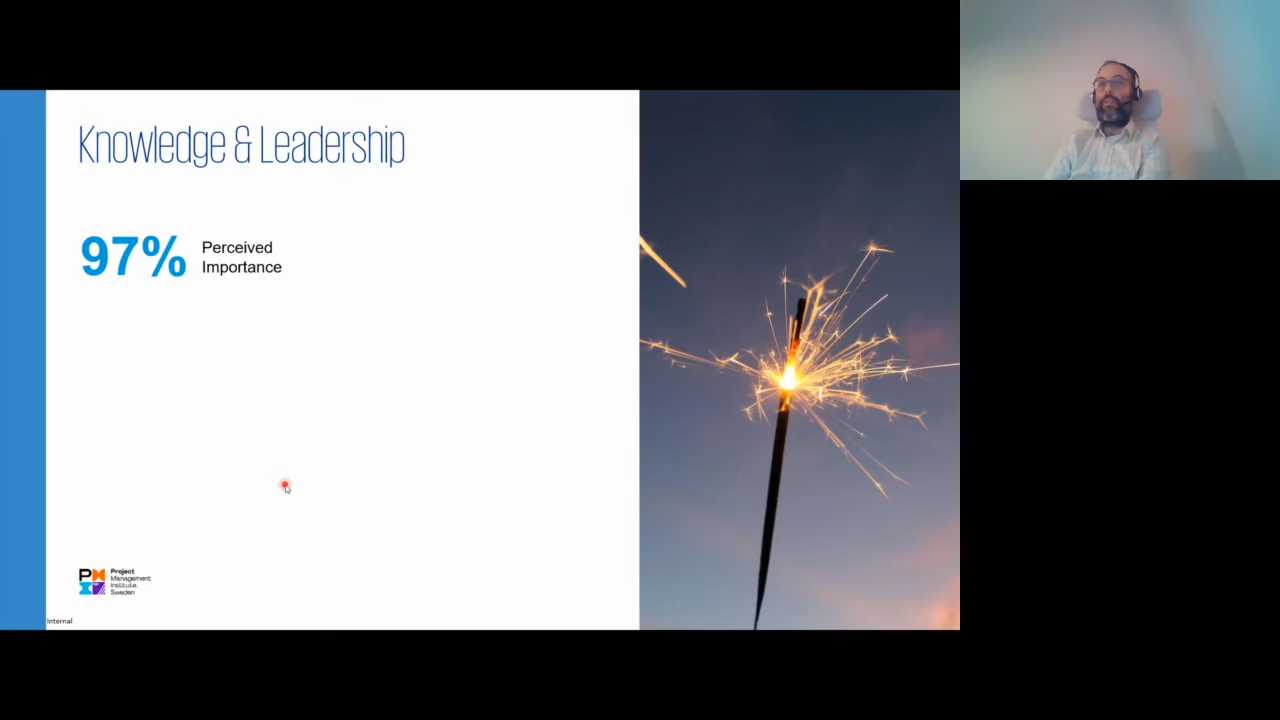 Knowledge & Leadership
97%
Perceived
Importance
Project
Management
Institute.
Sweden
Internal